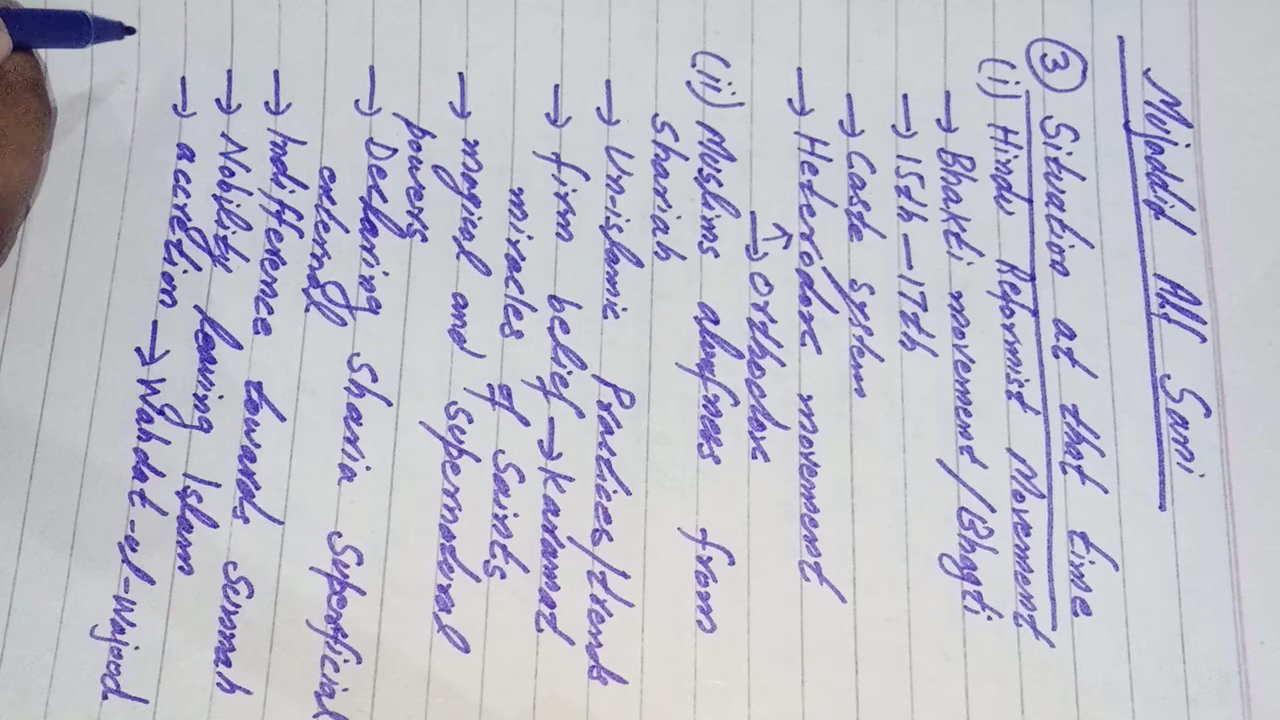 Mujaddid Alf Sani
③ Situation at that time
(i) Hindu Reformist Movement
→ Bhakti movement/Bhagti
→ 15th-17th
→ Caste System
→ Heterodox movement
→ Orthodox
(ii) Muslims aloofness from
Shariah
→ Un-islamic Practices/trends
→ firm belief → karamat
miracles of Saints
→ magical and Supernatural
powers
→ Declaring Sharia Superficial
external
→ Indifference towards Sunnah
→ Nobility leaving Islam
→ accretion → Wahdat-ul-Wujood